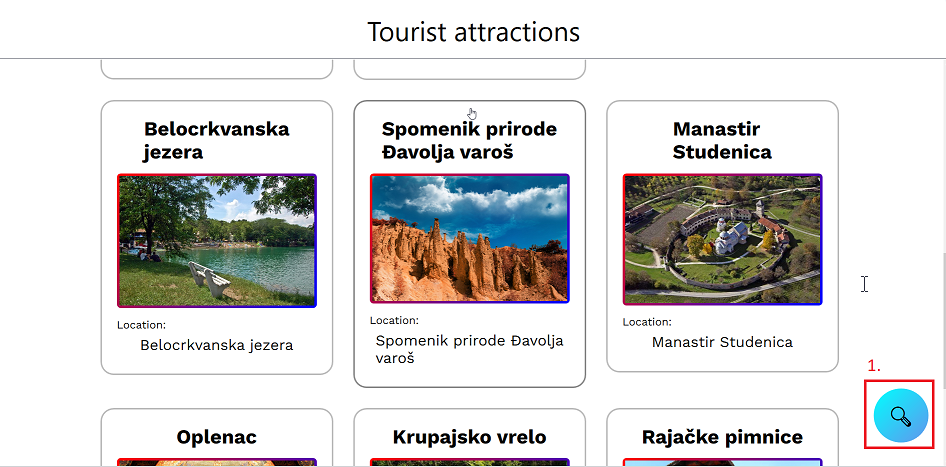 Tourist attractions
Belocrkvanska
jezera
Location:
Belocrkvanska jezera
Spomenik prirode
Đavolja varoš
Location:
Spomenik prirode Đavolja
varoš
Manastir
Studenica
Location:
Manastir Studenica
1.
Oplenac
Krupajsko vrelo
Rajačke pimnice